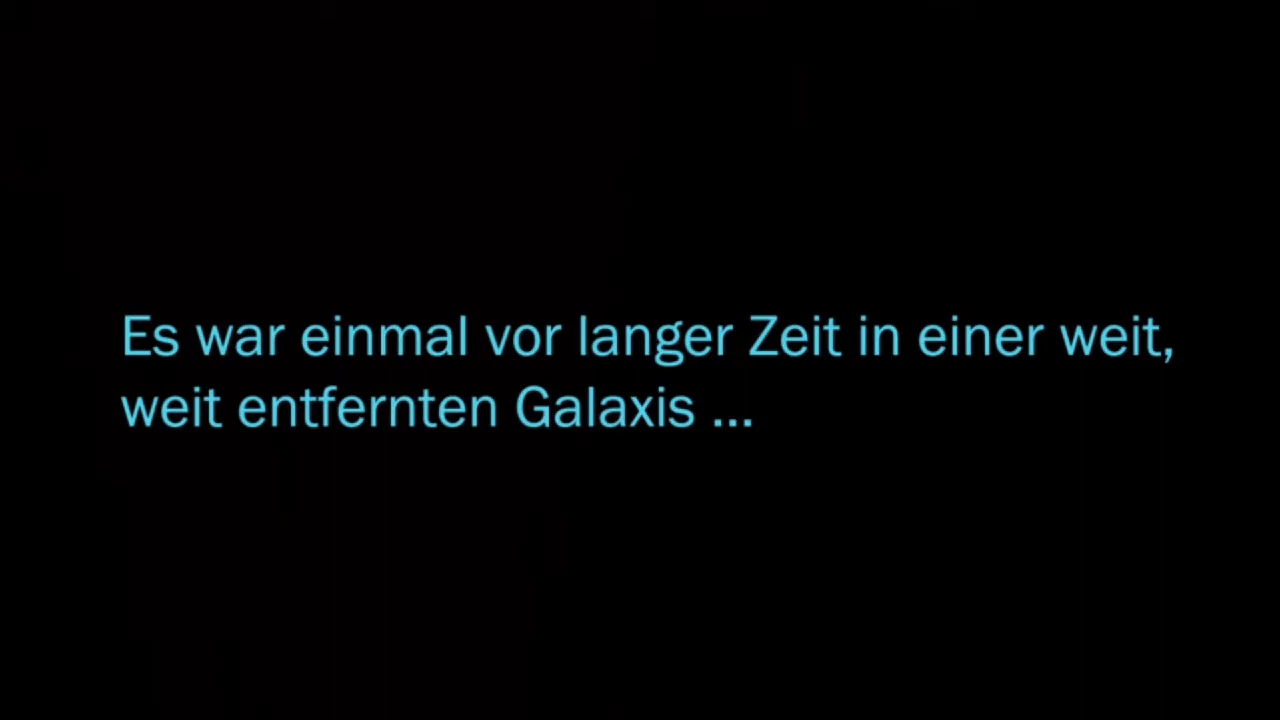 Es war einmal vor langer Zeit in einer weit,
weit entfernten Galaxis ...